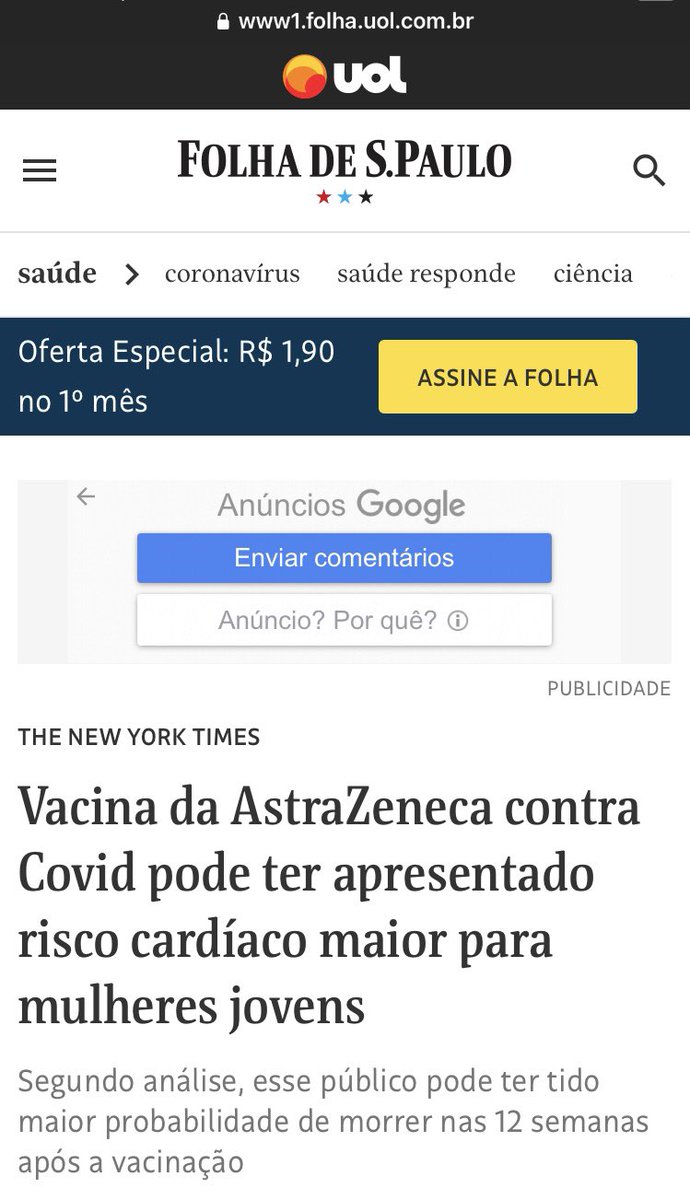 www1.folha.uol.com.br
uol
FOLHA DE S.PAULO
saúde > coronavírus saúde responde ciência
Oferta Especial: R$ 1,90
no 1º mês
ASSINE A FOLHA
Anúncios Google
Enviar comentários
Anúncio? Por quê?
PUBLICIDADE
THE NEW YORK TIMES
Vacina da AstraZeneca contra
Covid pode ter apresentado
risco cardíaco maior para
mulheres jovens
Segundo análise, esse público pode ter tido
maior probabilidade de morrer nas 12 semanas
após a vacinação